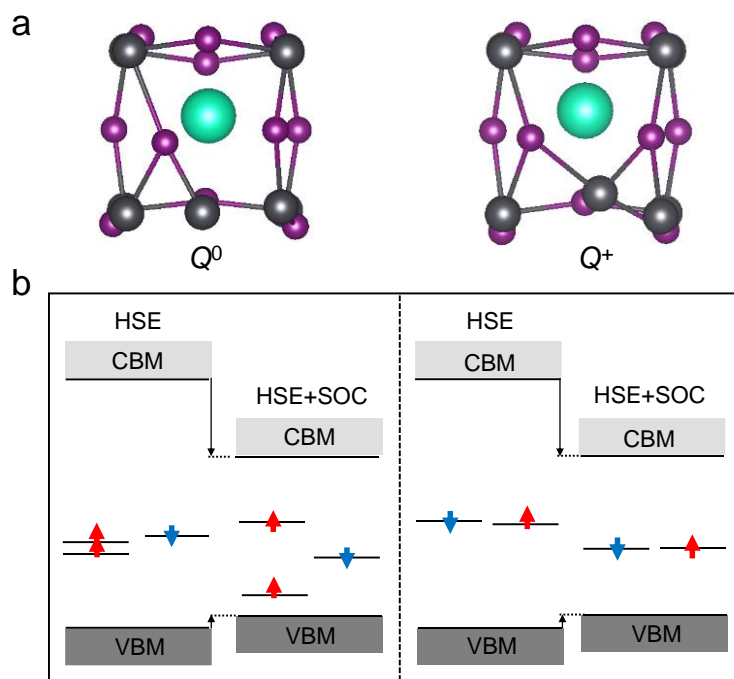 a
Q⁰ Q⁺
b
HSE HSE
CBM CBM
HSE+SOC HSE+SOC
CBM CBM
VBM VBM VBM VBM